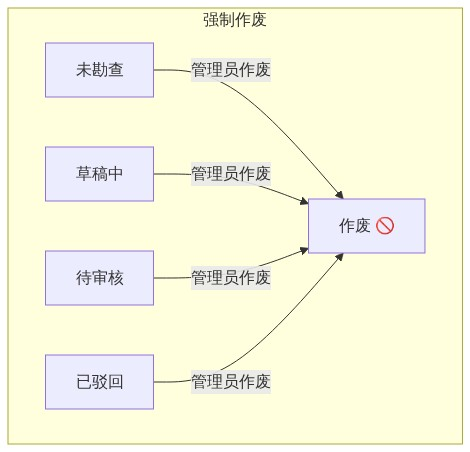 强制作废
未勘查
管理员作废
草稿中
管理员作废
作废 🚫
待审核
管理员作废
已驳回
管理员作废